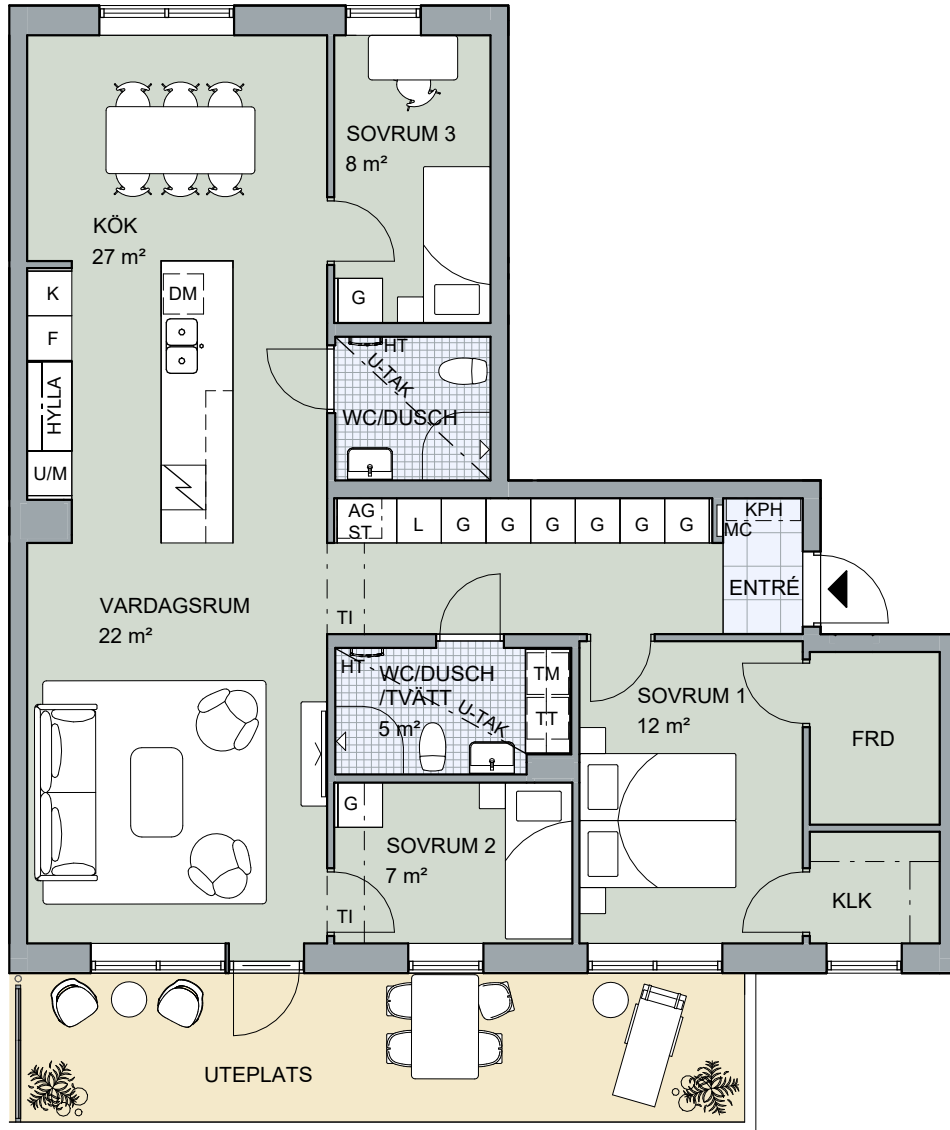 SOVRUM 3
8 m²
KÖK
27 m²
K
DM
G
F
HT
U-TAK
HYLLA
WC/DUSCH
U/M
AG
ST
L
G
G
G
G
G
G
KPH
MC
ENTRÉ
VARDAGSRUM
22 m²
TI
HT
WC/DUSCH
/TVÄTT
5 m²
U-TAK
TM
TT
SOVRUM 1
12 m²
FRD
G
SOVRUM 2
7 m²
KLK
TI
UTEPLATS